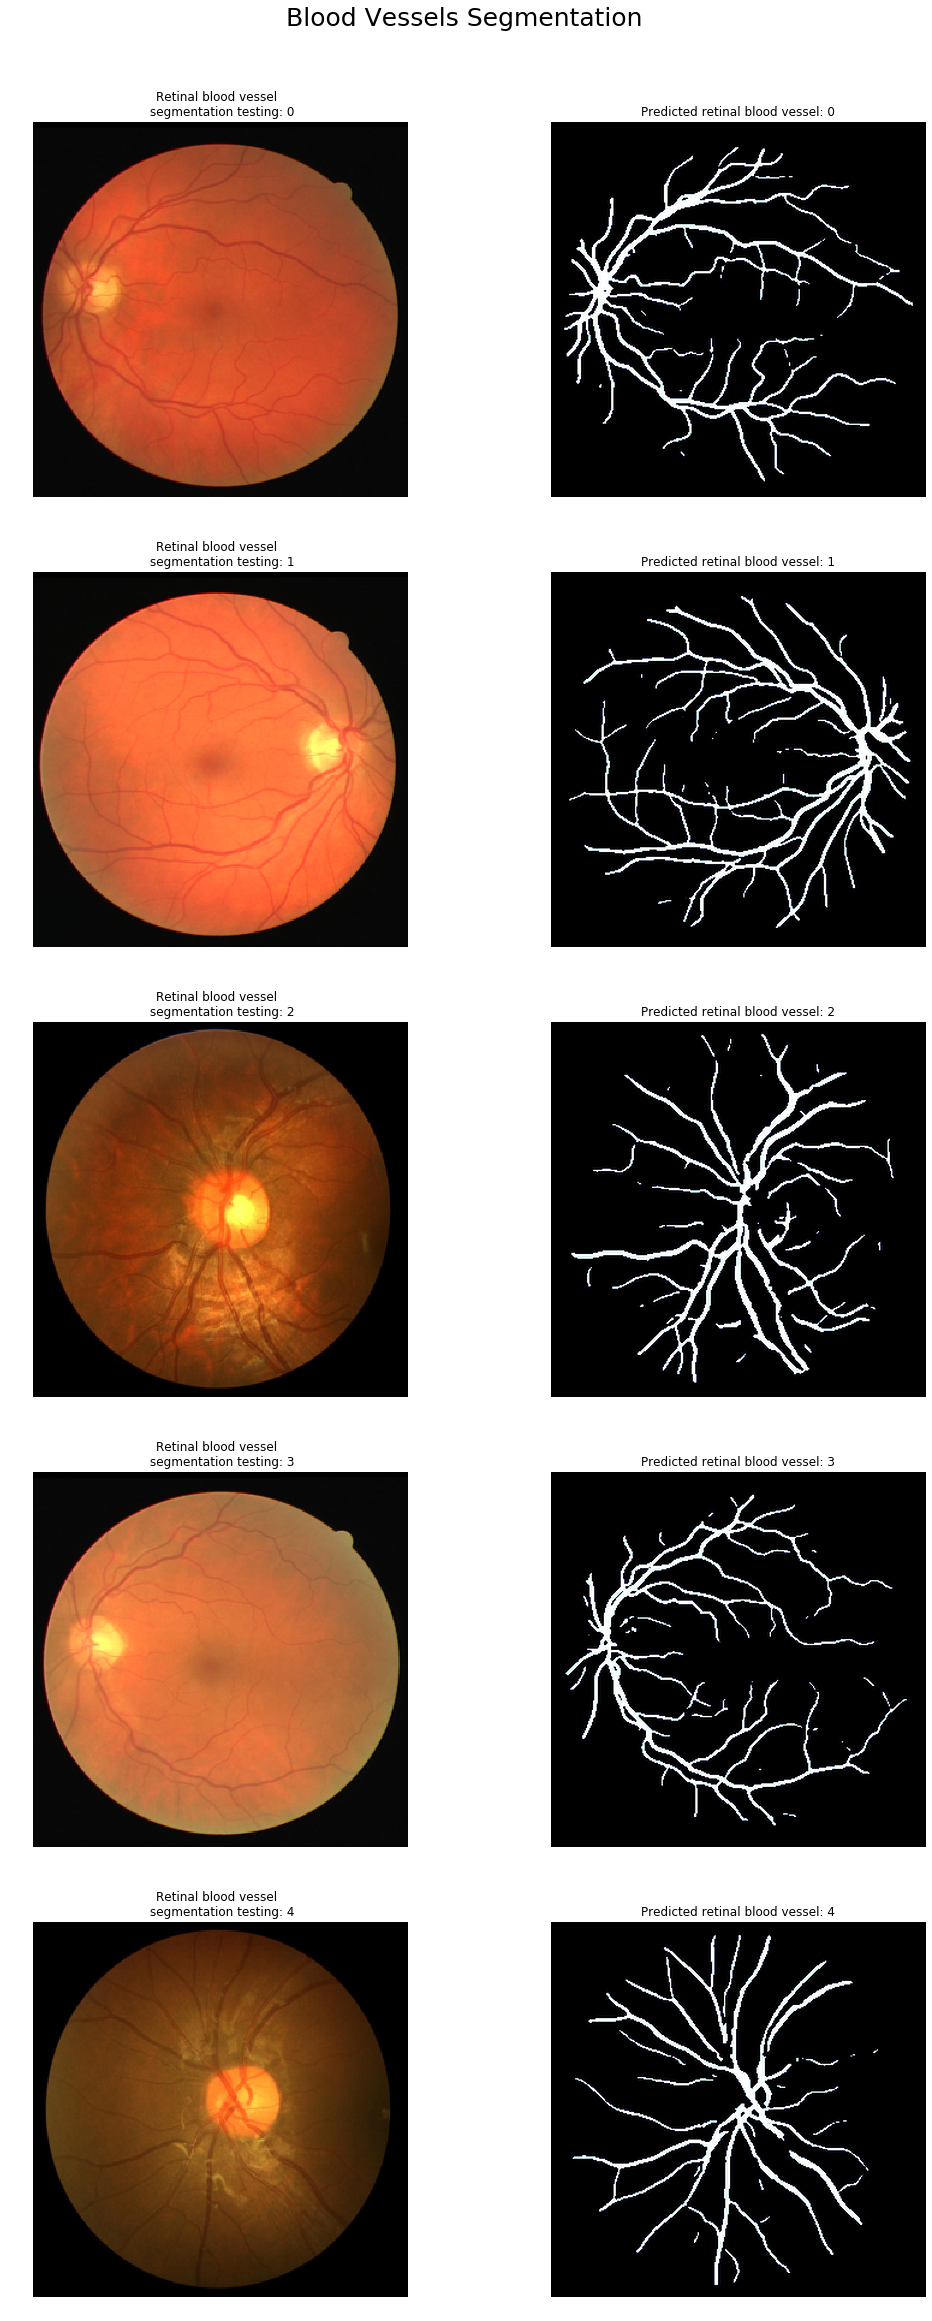 Blood Vessels Segmentation
Retinal blood vessel
segmentation testing: 0
Predicted retinal blood vessel: 0
Retinal blood vessel
segmentation testing: 1
Predicted retinal blood vessel: 1
Retinal blood vessel
segmentation testing: 2
Predicted retinal blood vessel: 2
Retinal blood vessel
segmentation testing: 3
Predicted retinal blood vessel: 3
Retinal blood vessel
segmentation testing: 4
Predicted retinal blood vessel: 4